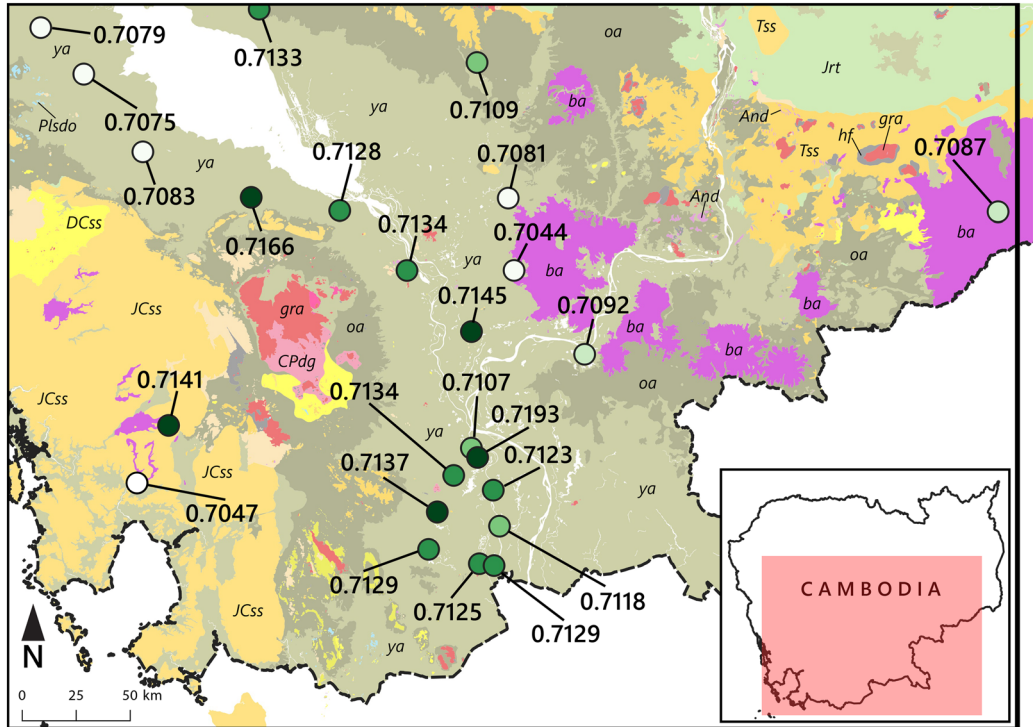 0.7079
ya
0.7133
oa
Tss
Jrt
ya
0.7109
ba
Plsdo
0.7075
And
hf
gra
ya
0.7128
0.7081
Tss
0.7087
0.7083
And
DCss
0.7166
0.7134
0.7044
ba
ya
ba
oa
JCss
gra
oa
0.7145
0.7092
ba
ba
CPdg
ba
0.7141
0.7134
0.7107
oa
JCss
0.7193
ya
JCss
0.7137
0.7123
ya
0.7047
CAMBODIA
0.7129
0.7118
JCss
0.7125
0.7129
N
ya
0 25 50 km